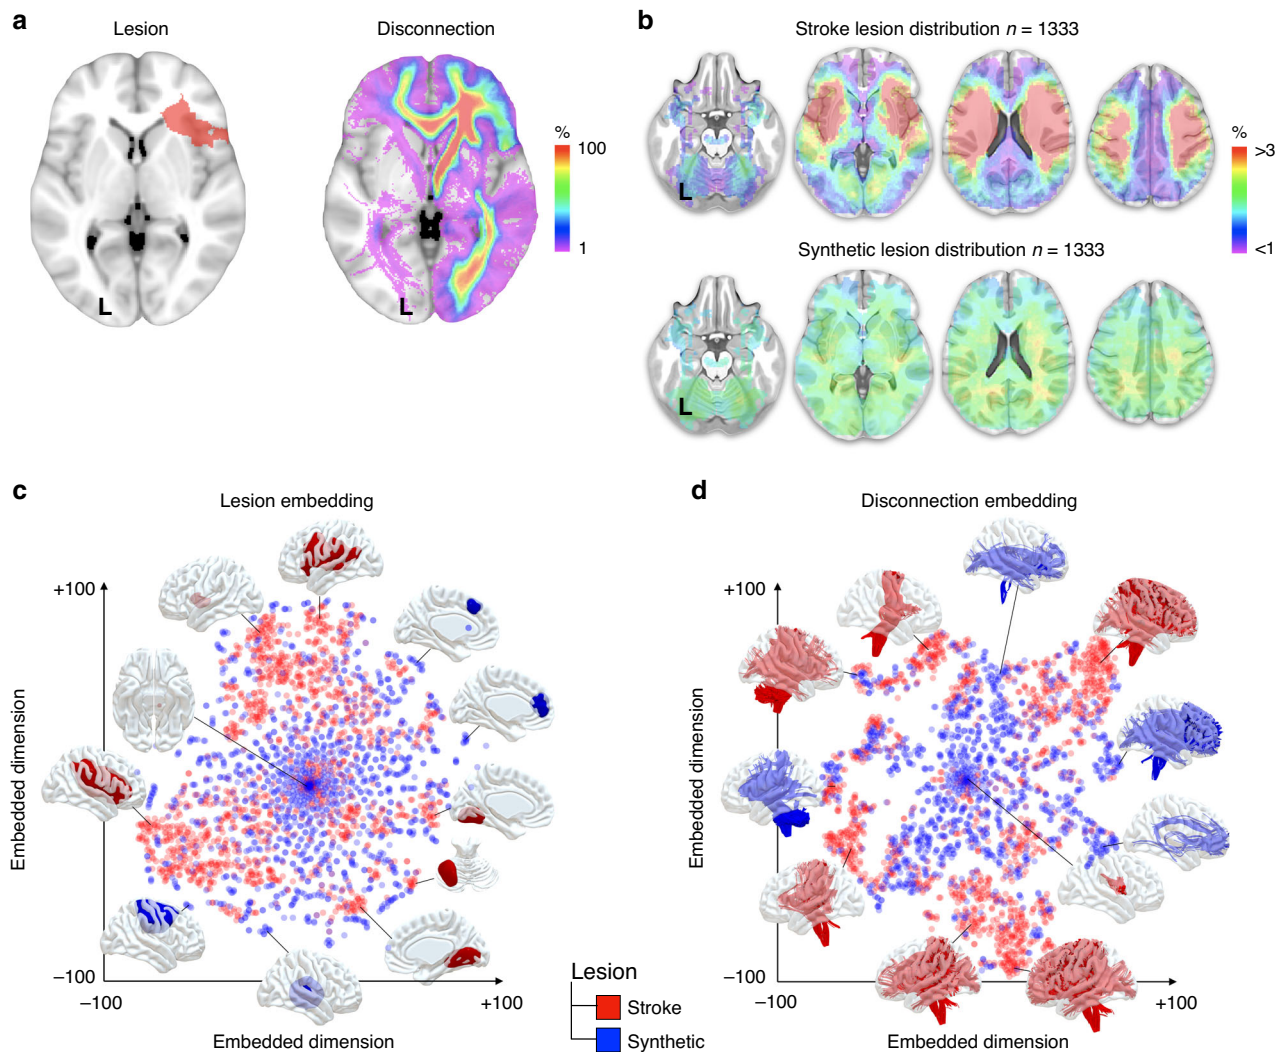 a
Lesion
Disconnection
%
100
1
L
L
b
Stroke lesion distribution n = 1333
%
>3
<1
L
Synthetic lesion distribution n = 1333
L
c
Lesion embedding
+100
Embedded dimension
–100
–100
+100
Embedded dimension
Lesion
Stroke
Synthetic
d
Disconnection embedding
+100
Embedded dimension
–100
–100
+100
Embedded dimension